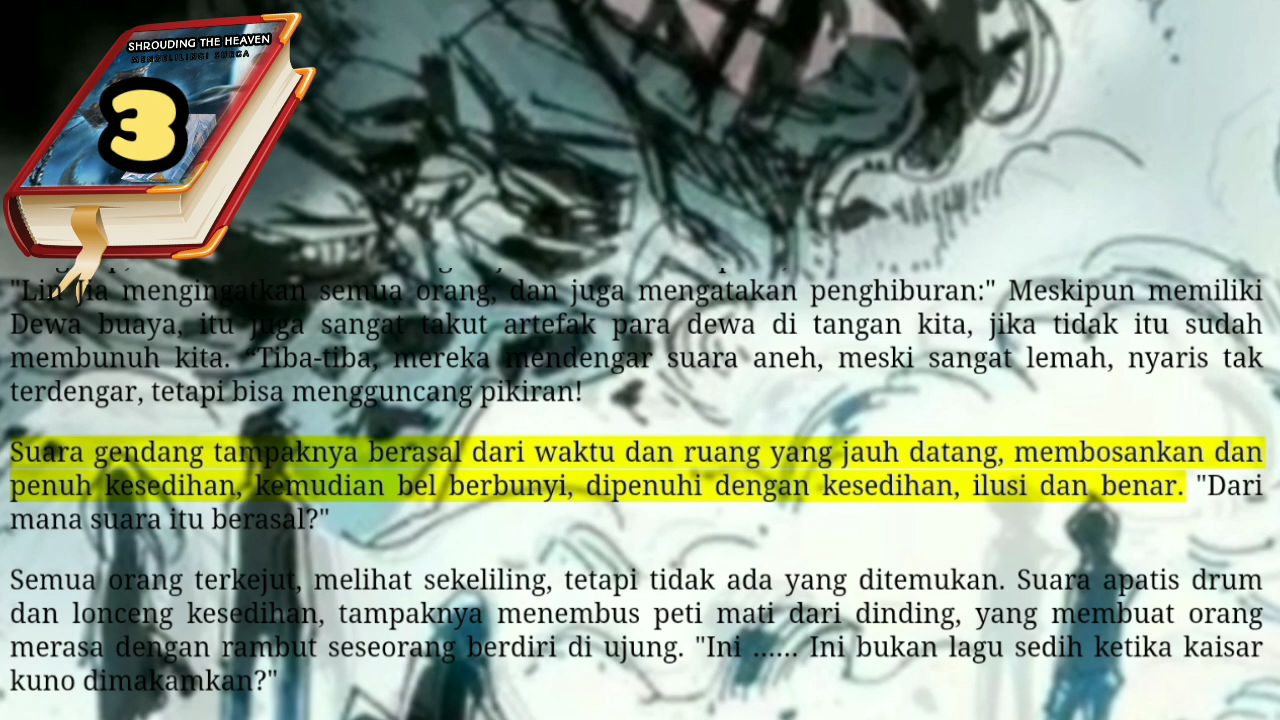 SHROUDING THE HEAVEN
MENGELILINGI SURGA
3
"Lin Jia mengingatkan semua orang, dan juga mengatakan penghiburan:" Meskipun memiliki
Dewa buaya, itu juga sangat takut artefak para dewa di tangan kita, jika tidak itu sudah
membunuh kita. "Tiba-tiba, mereka mendengar suara aneh, meski sangat lemah, nyaris tak
terdengar, tetapi bisa mengguncang pikiran!
Suara gendang tampaknya berasal dari waktu dan ruang yang jauh datang, membosankan dan
penuh kesedihan, kemudian bel berbunyi, dipenuhi dengan kesedihan, ilusi dan benar. "Dari
mana suara itu berasal?"
Semua orang terkejut, melihat sekeliling, tetapi tidak ada yang ditemukan. Suara apatis drum
dan lonceng kesedihan, tampaknya menembus peti mati dari dinding, yang membuat orang
merasa dengan rambut seseorang berdiri di ujung. "Ini ...... Ini bukan lagu sedih ketika kaisar
kuno dimakamkan?"